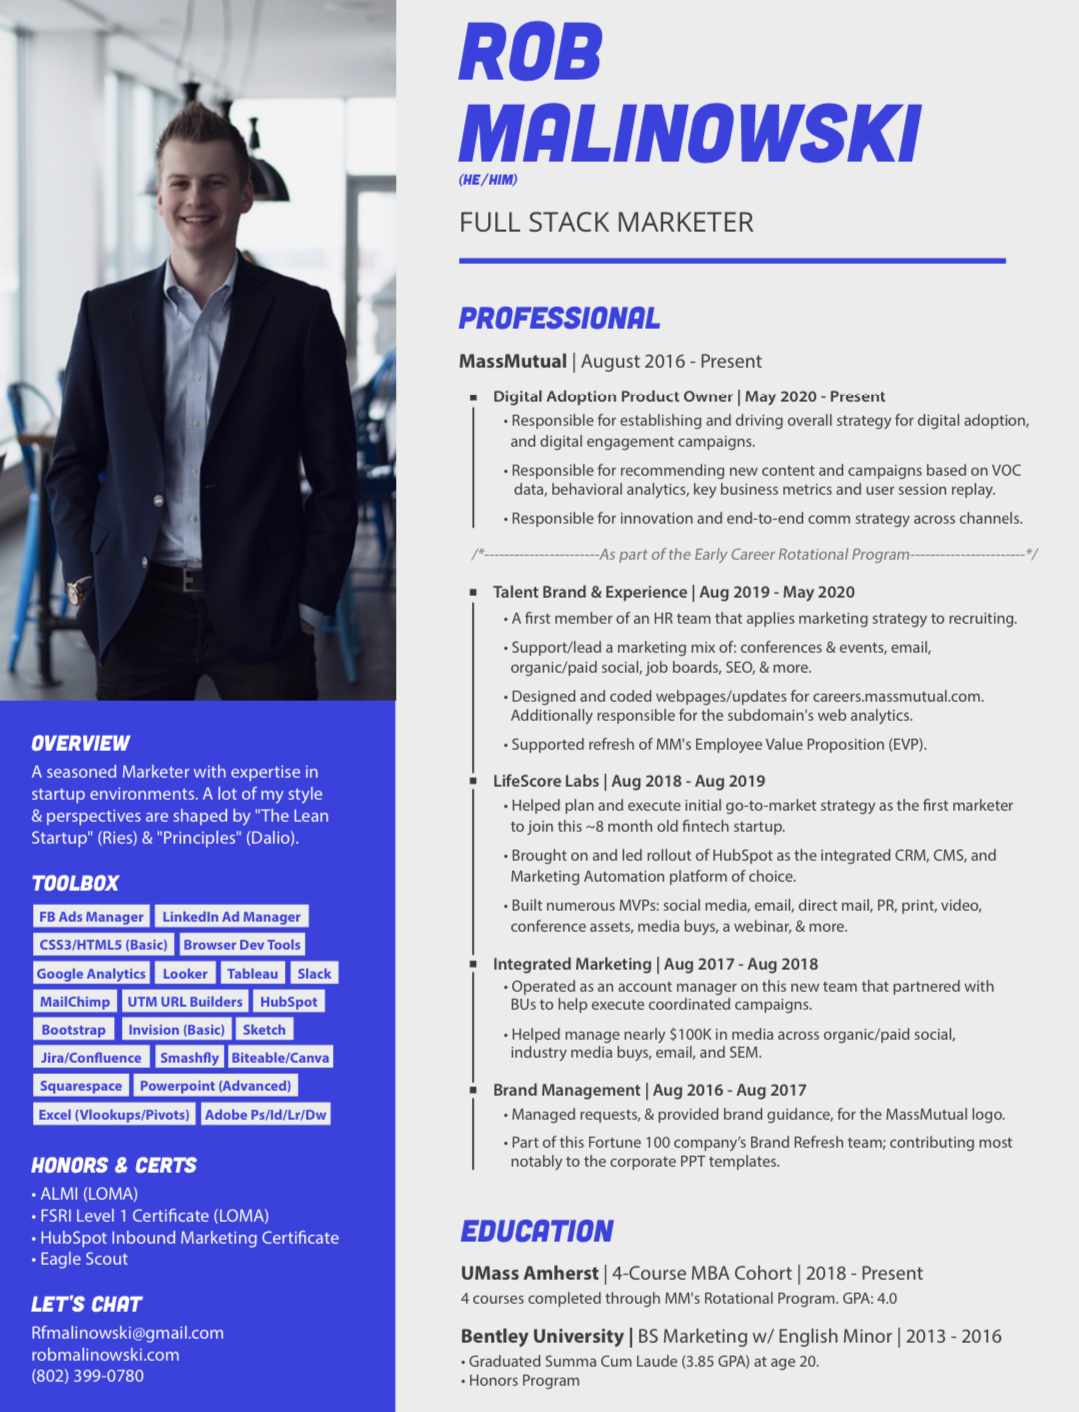 ROB
MALINOWSKI
(HE/HIM)
FULL STACK MARKETER
PROFESSIONAL
MassMutual | August 2016 - Present
Digital Adoption Product Owner | May 2020 - Present
• Responsible for establishing and driving overall strategy for digital adoption,
and digital engagement campaigns.
• Responsible for recommending new content and campaigns based on VOC
data, behavioral analytics, key business metrics and user session replay.
• Responsible for innovation and end-to-end comm strategy across channels.
/*-----------------------As part of the Early Career Rotational Program-----------------------*/
Talent Brand & Experience | Aug 2019 - May 2020
• A first member of an HR team that applies marketing strategy to recruiting.
• Support/lead a marketing mix of: conferences & events, email,
organic/paid social, job boards, SEO, & more.
• Designed and coded webpages/updates for careers.massmutual.com.
Additionally responsible for the subdomain's web analytics.
• Supported refresh of MM's Employee Value Proposition (EVP).
LifeScore Labs | Aug 2018 - Aug 2019
• Helped plan and execute initial go-to-market strategy as the first marketer
to join this ~8 month old fintech startup.
• Brought on and led rollout of HubSpot as the integrated CRM, CMS, and
Marketing Automation platform of choice.
• Built numerous MVPs: social media, email, direct mail, PR, print, video,
conference assets, media buys, a webinar, & more.
Integrated Marketing | Aug 2017 - Aug 2018
• Operated as an account manager on this new team that partnered with
BUs to help execute coordinated campaigns.
• Helped manage nearly $100K in media across organic/paid social,
industry media buys, email, and SEM.
Brand Management | Aug 2016 - Aug 2017
• Managed requests, & provided brand guidance, for the MassMutual logo.
• Part of this Fortune 100 company's Brand Refresh team; contributing most
notably to the corporate PPT templates.
EDUCATION
UMass Amherst | 4-Course MBA Cohort | 2018 - Present
4 courses completed through MM's Rotational Program. GPA: 4.0
Bentley University | BS Marketing w/ English Minor | 2013 - 2016
• Graduated Summa Cum Laude (3.85 GPA) at age 20.
• Honors Program
OVERVIEW
A seasoned Marketer with expertise in
startup environments. A lot of my style
& perspectives are shaped by "The Lean
Startup" (Ries) & "Principles" (Dalio).
TOOLBOX
FB Ads Manager LinkedIn Ad Manager
CSS3/HTML5 (Basic) Browser Dev Tools
Google Analytics Looker Tableau Slack
MailChimp UTM URL Builders HubSpot
Bootstrap Invision (Basic) Sketch
Jira/Confluence Smashfly Biteable/Canva
Squarespace Powerpoint (Advanced)
Excel (Vlookups/Pivots) Adobe Ps/Id/Lr/Dw
HONORS & CERTS
• ALMI (LOMA)
• FSRI Level 1 Certificate (LOMA)
• HubSpot Inbound Marketing Certificate
• Eagle Scout
LET'S CHAT
Rfmalinowski@gmail.com
robmalinowski.com
(802) 399-0780